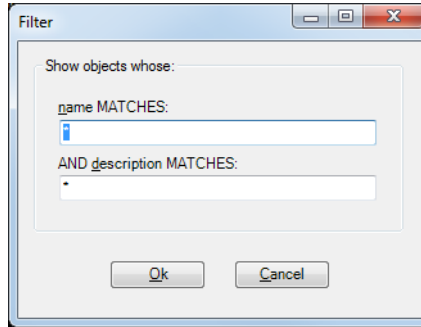 Filter
Show objects whose:
name MATCHES:
*
AND description MATCHES:
*
Ok
Cancel